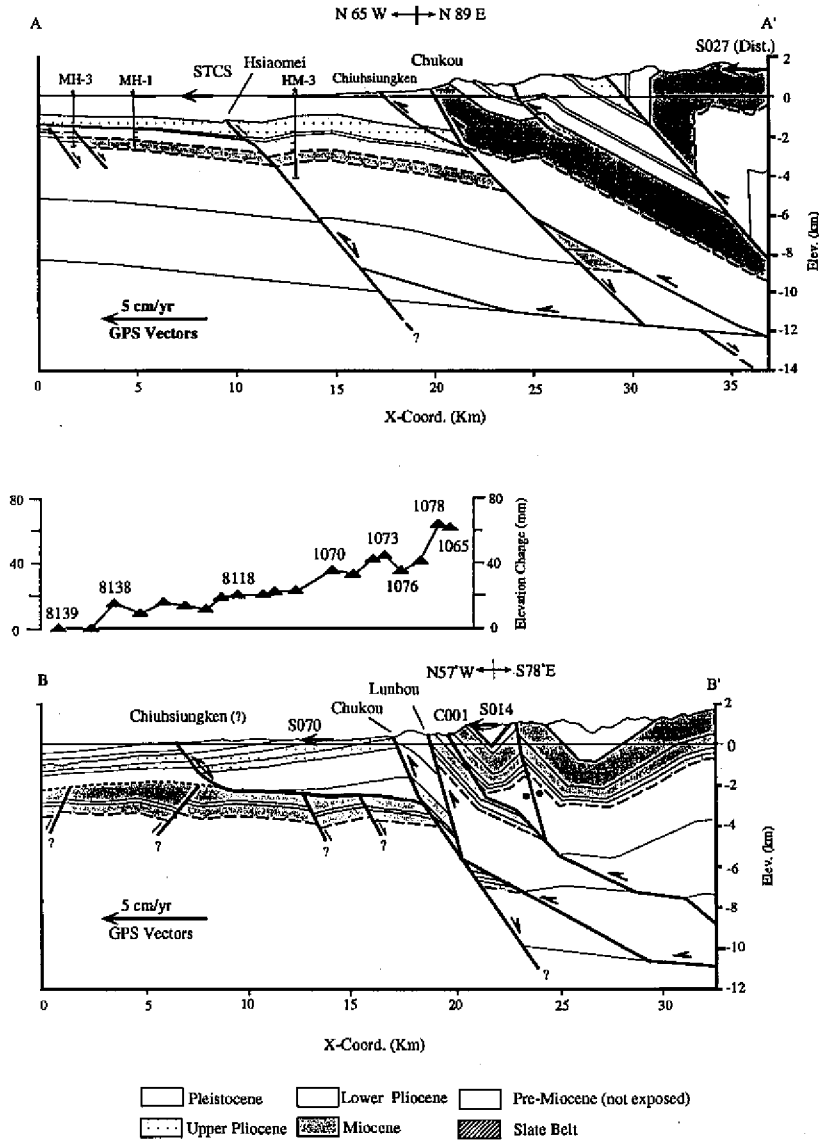 N 65 W N 89 E
A A'
S027 (Dist.)
Hsiaomei Chukou
MH-3 MH-1 STCS HM-3 Chiuhsiungken
2
0
-2
-4
-6
-8
-10
-12
-14
Elev. (km)
5 cm/yr
GPS Vectors
?
0 5 10 15 20 25 30 35
X-Coord. (Km)
80
40
0
80
40
0
Elevation Change (mm)
8139 8138 8118 1070 1073 1076 1078 1065
N57°W S78°E
B B'
Lunhou
Chiuhsiungken (?) S070 Chukou C001 S014
2
0
-2
-4
-6
-8
-10
-12
Elev. (km)
? ? ? ?
5 cm/yr
GPS Vectors
?
0 5 10 15 20 25 30
X-Coord. (Km)
Pleistocene Lower Pliocene Pre-Miocene (not exposed)
Upper Pliocene Miocene Slate Belt